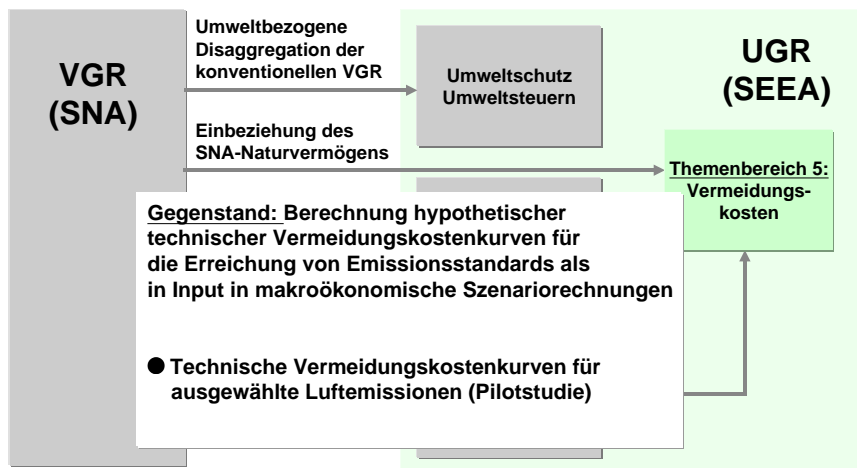 VGR
(SNA)
Umweltbezogene
Disaggregation der
konventionellen VGR
Umweltschutz
Umweltsteuern
UGR
(SEEA)
Einbeziehung des
SNA-Naturvermögens
Themenbereich 5:
Vermeidungs-
kosten
Gegenstand: Berechnung hypothetischer
technischer Vermeidungskostenkurven für
die Erreichung von Emissionsstandards als
in Input in makroökonomische Szenariorechnungen
● Technische Vermeidungskostenkurven für
ausgewählte Luftemissionen (Pilotstudie)